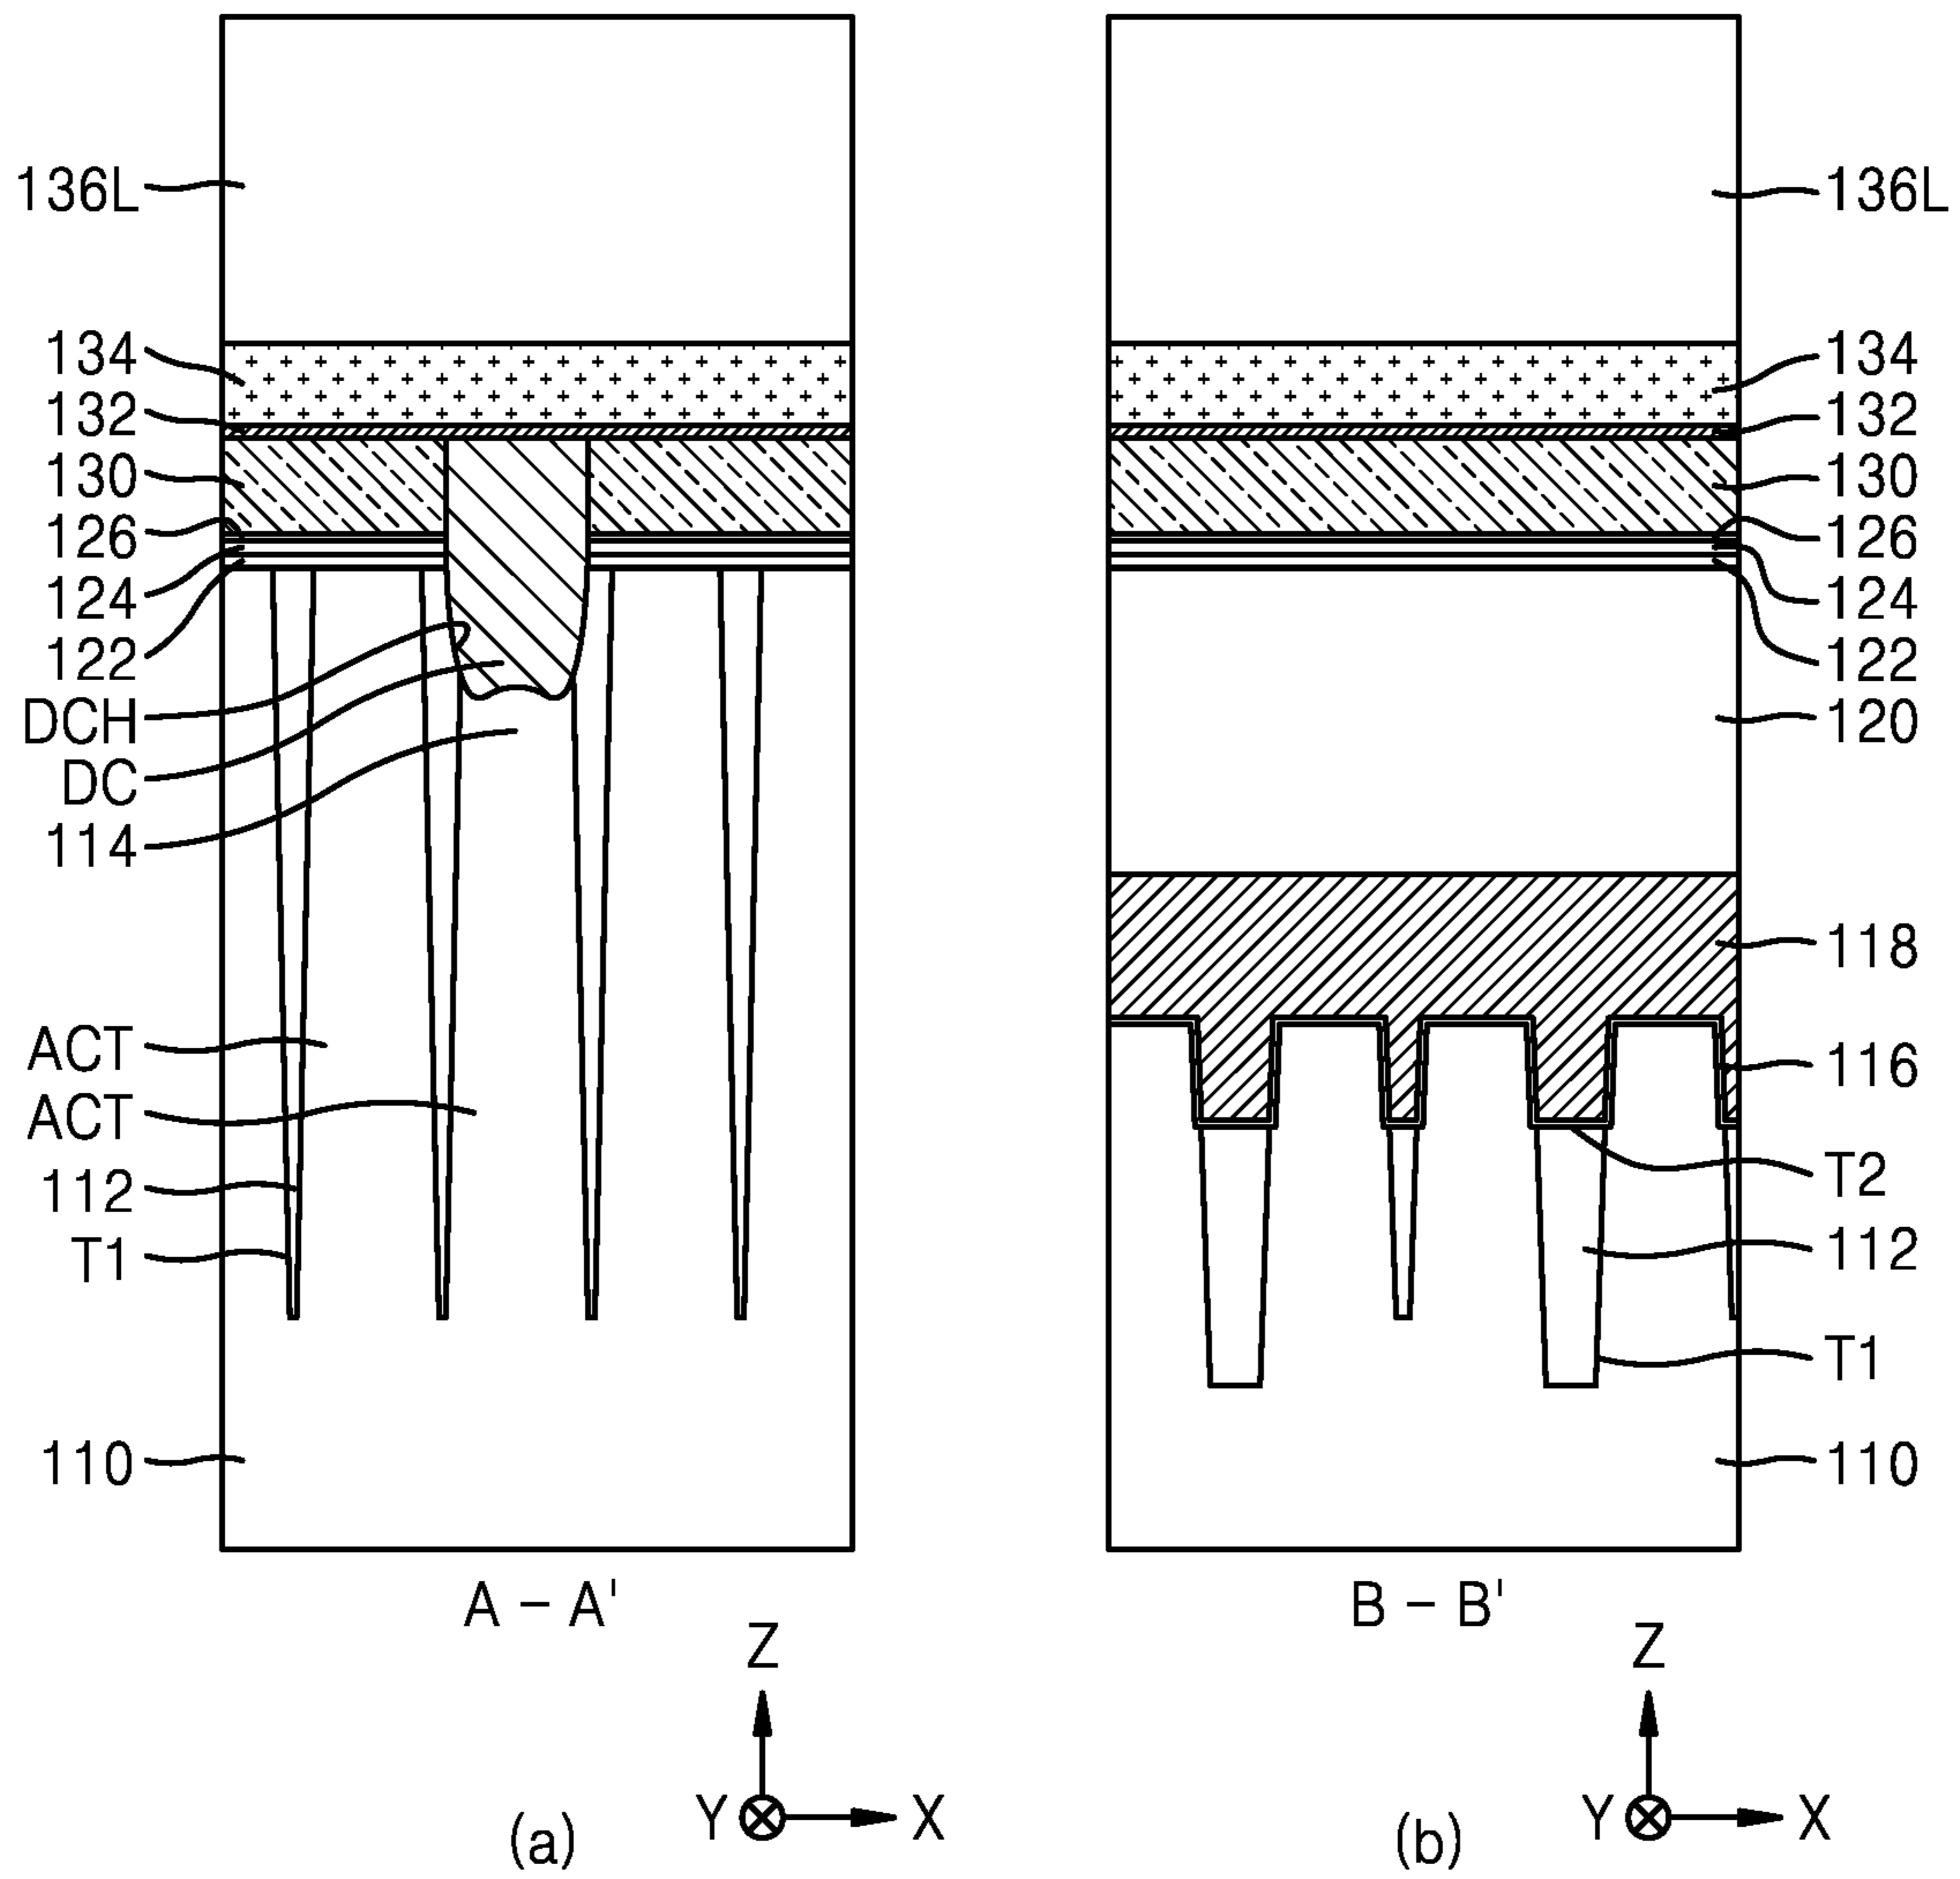 136L
134
132
130
126
124
122
DCH
DC
114
ACT
ACT
112
T1
110
A – A'
Z
Y
X
(a)
136L
134
132
130
126
124
122
120
118
116
T2
112
T1
110
B – B'
Z
Y
X
(b)